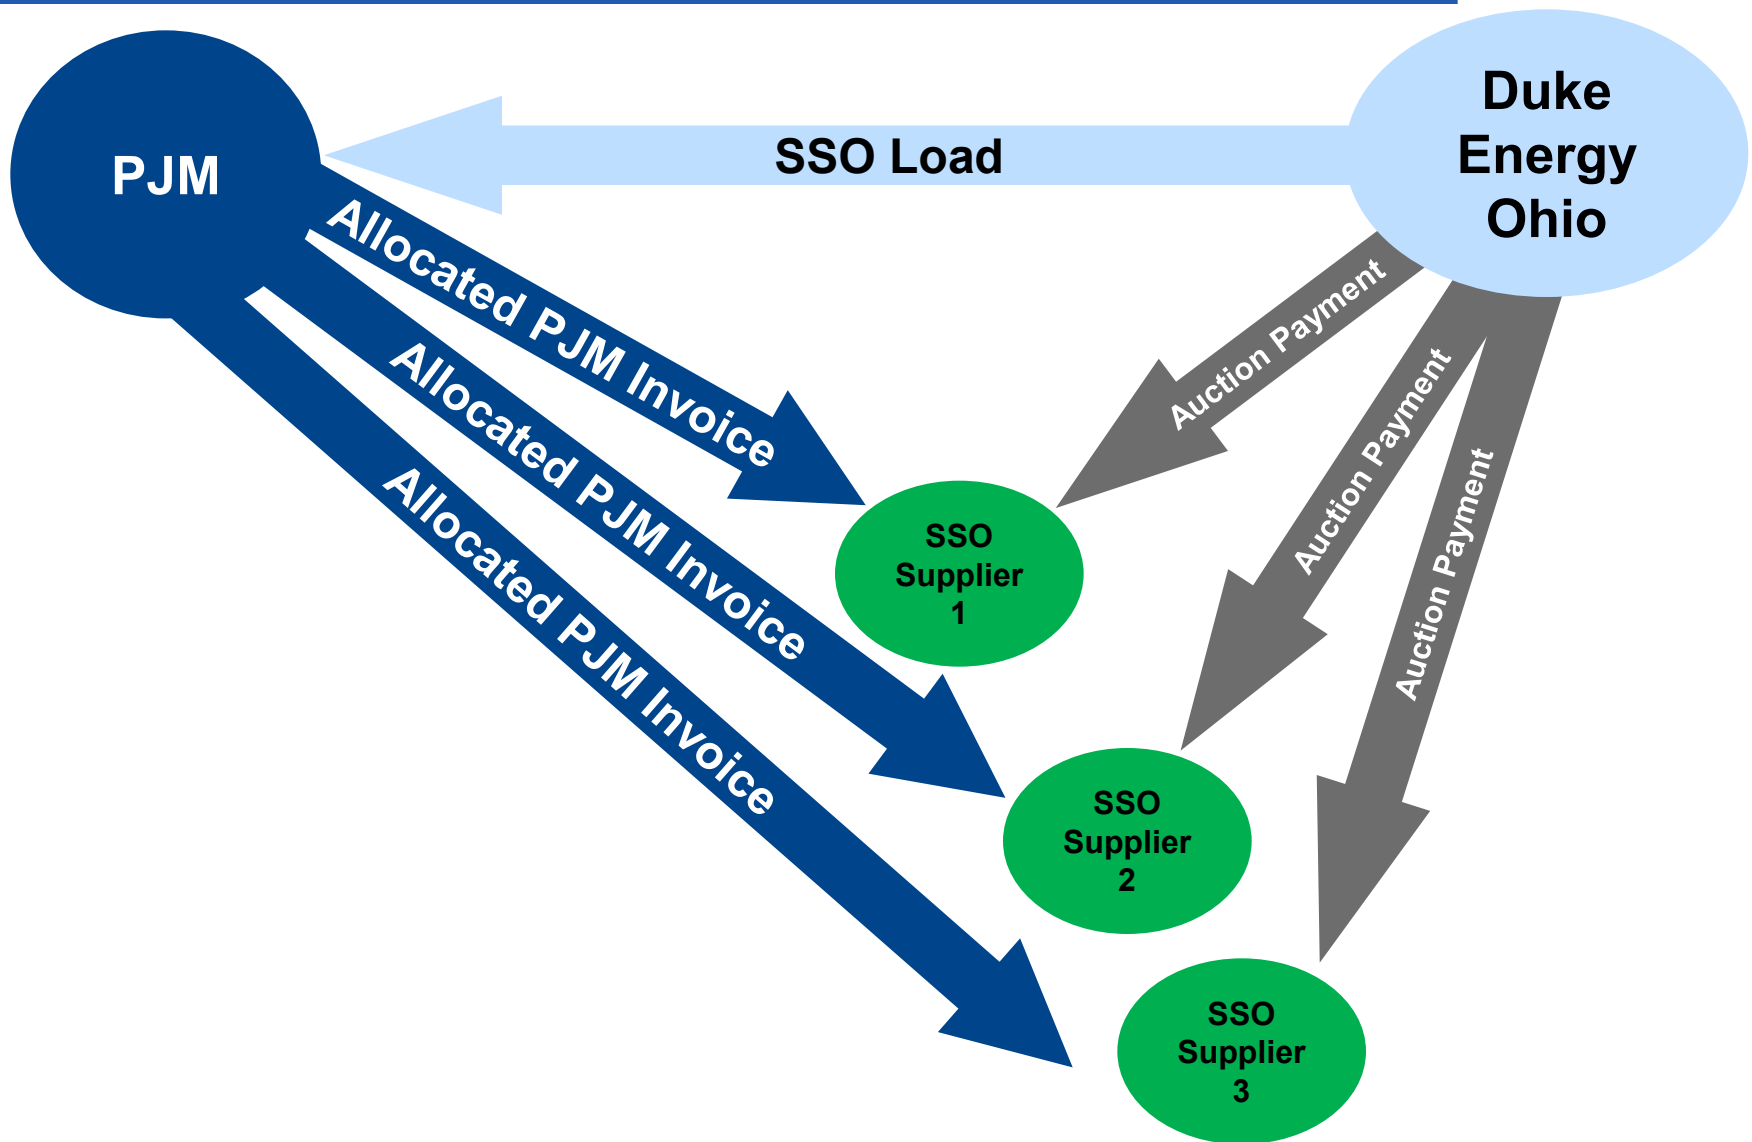 PJM
SSO Load
Duke
Energy
Ohio
Allocated PJM Invoice
Allocated PJM Invoice
Allocated PJM Invoice
Auction Payment
Auction Payment
Auction Payment
SSO
Supplier
1
SSO
Supplier
2
SSO
Supplier
3